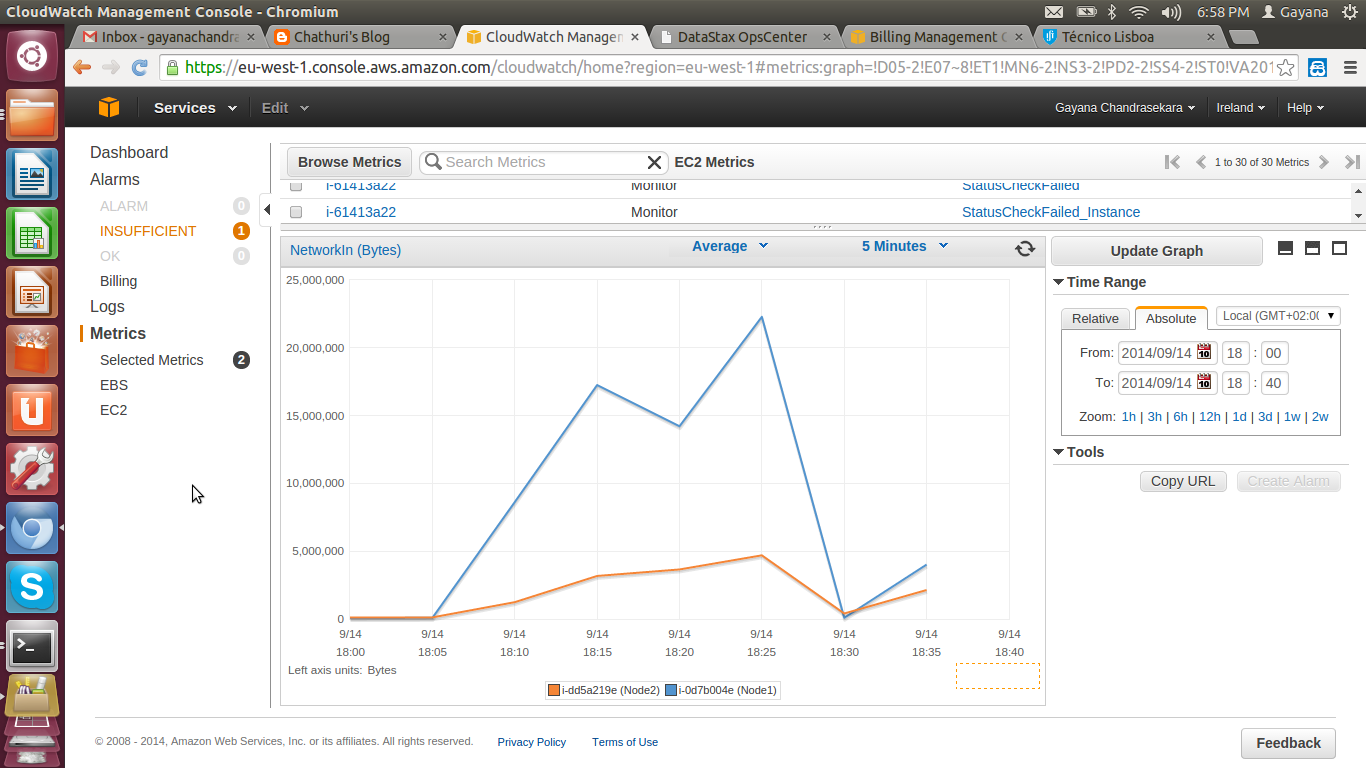 CloudWatch Management Console - Chromium
6:58 PM Gayana
Inbox - gayanachandra
Chathuri's Blog
CloudWatch Managem
DataStax OpsCenter
Billing Management C
Técnico Lisboa
https://eu-west-1.console.aws.amazon.com/cloudwatch/home?region=eu-west-1#metrics:graph=!D05-2!E07~8!ET1!MN6-2!NS3-2!PD2-2!SS4-2!ST0!VA201
Services Edit Gayana Chandrasekara Ireland Help
Dashboard
Alarms
ALARM 0
INSUFFICIENT 1
OK 0
Billing
Logs
Metrics
Selected Metrics 2
EBS
EC2
Browse Metrics Search Metrics EC2 Metrics 1 to 30 of 30 Metrics
i-61413a22 Monitor StatusCheckFailed
i-61413a22 Monitor StatusCheckFailed_Instance
NetworkIn (Bytes) Average 5 Minutes
25,000,000
20,000,000
15,000,000
10,000,000
5,000,000
0
9/14 9/14 9/14 9/14 9/14 9/14 9/14 9/14 9/14
18:00 18:05 18:10 18:15 18:20 18:25 18:30 18:35 18:40
Left axis units: Bytes
i-dd5a219e (Node2) i-0d7b004e (Node1)
Update Graph
Time Range
Relative Absolute Local (GMT+02:00
From: 2014/09/14 10 18 : 00
To: 2014/09/14 10 18 : 40
Zoom: 1h | 3h | 6h | 12h | 1d | 3d | 1w | 2w
Tools
Copy URL Create Alarm
© 2008 - 2014, Amazon Web Services, Inc. or its affiliates. All rights reserved. Privacy Policy Terms of Use
Feedback